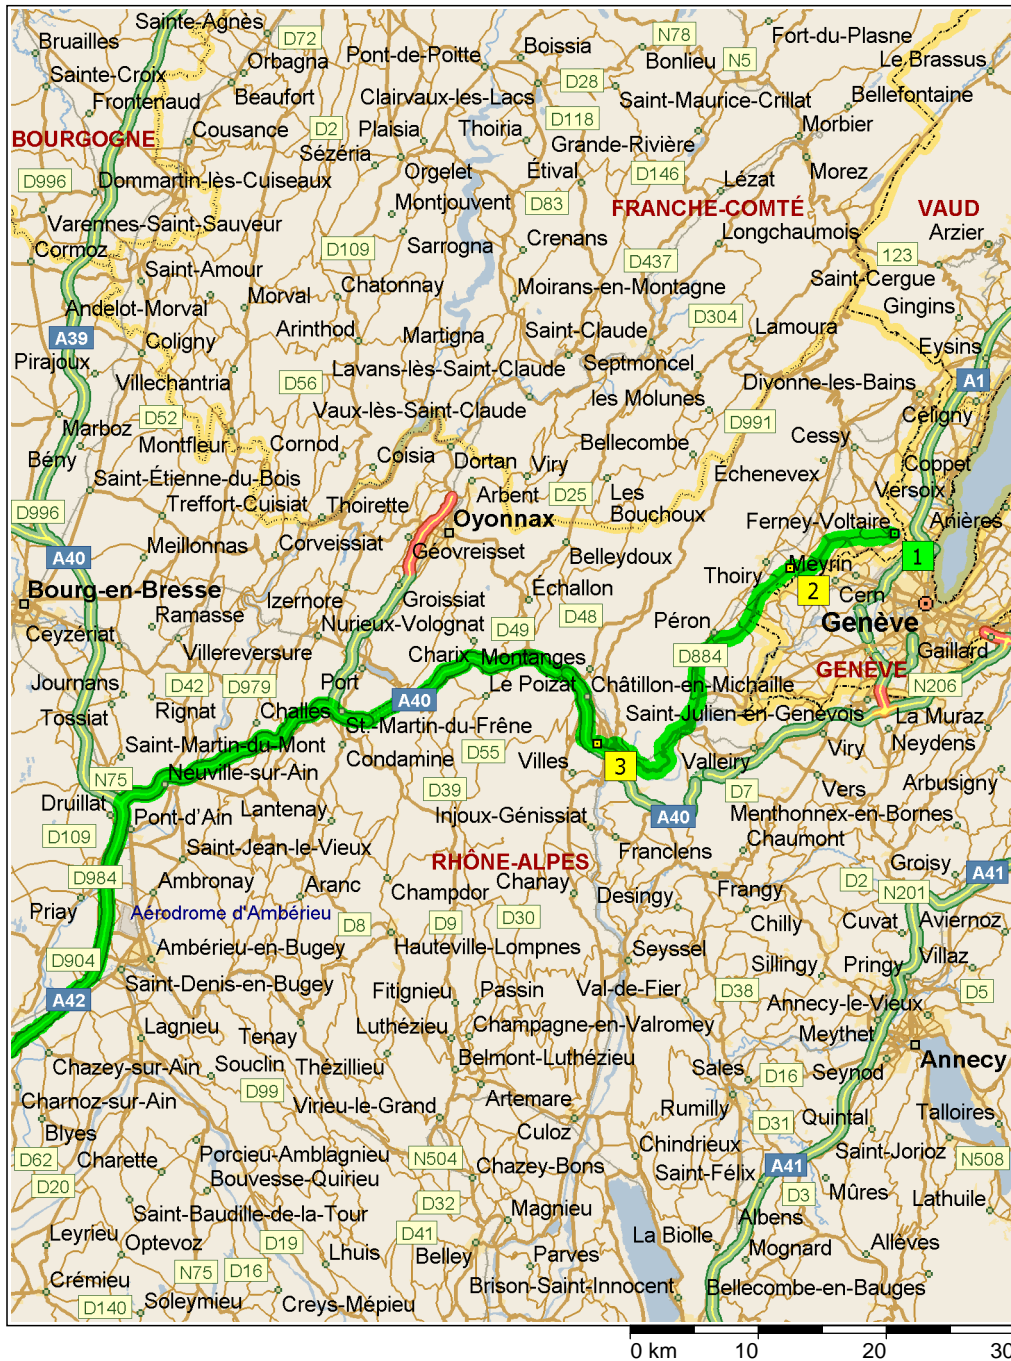 Sainte-Agnès
Bruailles
D72
Orbagna
Pont-de-Poitte
Boissia
N78
Fort-du-Plasne
Bonlieu
N5
Le Brassus
Sainte-Croix
D28
Frontenaud
Beaufort
Clairvaux-les-Lacs
Saint-Maurice-Crillat
Bellefontaine
BOURGOGNE
Cousance
D2
Plaisia
Thoiria
D118
Morbier
Sézéria
Grande-Rivière
D996
Dommartin-lès-Cuiseaux
Orgelet
Étival
D146
Lézat
Morez
Montjouvent
D83
FRANCHE-COMTÉ
VAUD
Varennes-Saint-Sauveur
Arzier
Cormoz
D109
Sarrogna
Crenans
Longchaumois
123
Saint-Amour
D437
Saint-Cergue
Morval
Chatonnay
Moirans-en-Montagne
Andelot-Morval
Gingins
Arinthod
Martigna
Saint-Claude
D304
Lamoura
A39
Coligny
Eysins
Pirajoux
Villechantria
D56
Lavans-lès-Saint-Claude
Septmoncel
Divonne-les-Bains
A1
les Molunes
D52
Vaux-lès-Saint-Claude
Céligny
Marboz
D991
Montfleur
Cornod
Bellecombe
Cessy
Bény
Coisia
Dortan
Viry
Echenevex
Coppet
Saint-Étienne-du-Bois
Arbent
D25
Les
Bouchoux
Versoix
Treffort-Cuisiat
Thoirette
D996
Oyonnax
Ferney-Voltaire
Anières
Meillonnas
Corveissiat
Géovreisset
Belleydoux
A40
1
Meyrin
Thoiry
2
Cern
Bourg-en-Bresse
Izernore
Groissiat
Échallon
Ramasse
D48
Genève
Ceyzériat
Nurieux-Volognat
D49
Péron
Villereversure
Charix
Montanges
D884
Gaillard
GENÈVE
Journans
D42
D979
Port
A40
Le Poizat
Châtillon-en-Michaille
N206
Tossiat
Rignat
Challes
St.-Martin-du-Frêne
Saint-Julien-en-Genevois
La Muraz
Saint-Martin-du-Mont
Condamine
D55
Viry
Neydens
N75
Neuville-sur-Ain
Villes
3
Valleiry
Arbusigny
Druillat
D39
D7
Vers
Lantenay
D109
Pont-d'Ain
Injoux-Génissiat
A40
Menthonnex-en-Bornes
Chaumont
Saint-Jean-le-Vieux
RHÔNE-ALPES
Franclens
Groisy
D984
A41
Ambronay
Aranc
Champdor
Chanay
Desingy
Frangy
D2
N201
Priay
Aérodrome d'Ambérieu
D8
D9
D30
Chilly
Cuvat
Aviernoz
Ambérieu-en-Bugey
Hauteville-Lompnes
Seyssel
D904
Sillingy
Pringy
Villaz
Saint-Denis-en-Bugey
Fitignieu
Passin
Val-de-Fier
D38
D5
A42
Annecy-le-Vieux
Lagnieu
Tenay
Luthézieu
Champagne-en-Valromey
Meythet
Chazey-sur-Ain
Souclin
Thézillieu
Belmont-Luthézieu
Sales
D16
Seynod
Annecy
D99
Charnoz-sur-Ain
Virieu-le-Grand
Artemare
Rumilly
Talloires
Blyes
Culoz
D31
Quintal
D62
Charette
Porcieu-Amblagnieu
N504
Chindrieux
Saint-Jorioz
N508
D20
Bouvesse-Quirieu
Chazey-Bons
Saint-Félix
A41
D3
Mûres
Lathuile
D32
Saint-Baudille-de-la-Tour
Magnieu
Albens
Leyrieu
Optevoz
D19
Lhuis
D41
Belley
Parves
La Biolle
Mognard
Allèves
N75
D16
Crémieu
D140
Soleymieu
Creys-Mépieu
Brison-Saint-Innocent
Bellecombe-en-Bauges
0 km
10
20
30